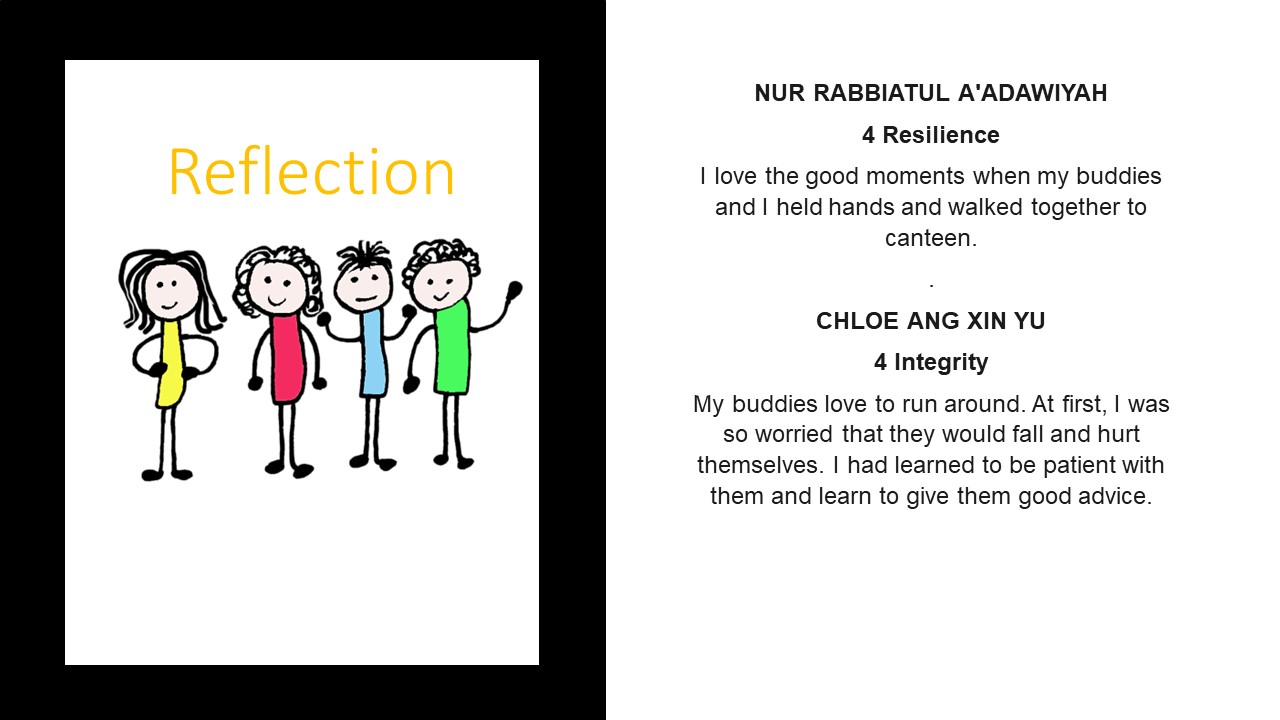 Reflection
NUR RABBIATUL A'ADAWIYAH
4 Resilience
I love the good moments when my buddies
and I held hands and walked together to
canteen.
.
CHLOE ANG XIN YU
4 Integrity
My buddies love to run around. At first, I was
so worried that they would fall and hurt
themselves. I had learned to be patient with
them and learn to give them good advice.